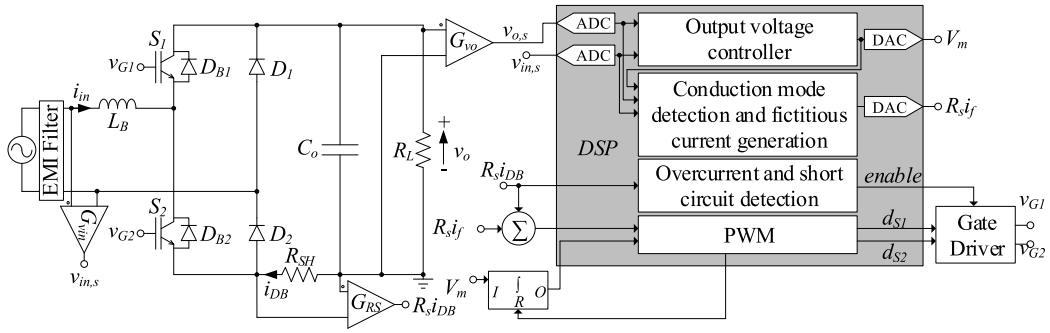 S1
vG1
DB1
D1
iin
LB
EMI Filter
Gvin
vin,s
S2
vG2
DB2
D2
RSH
iDB
Co
RL
+
vo
-
Gvo
vo,s
vin,s
GRS
RsiDB
ADC
ADC
Output voltage
controller
DAC
Vm
Conduction mode
detection and fictitious
current generation
DAC
Rsif
DSP
RsiDB
Overcurrent and short
circuit detection
enable
Rsif
Σ
PWM
dS1
dS2
Gate
Driver
vG1
vG2
Vm
I ∫ O
R